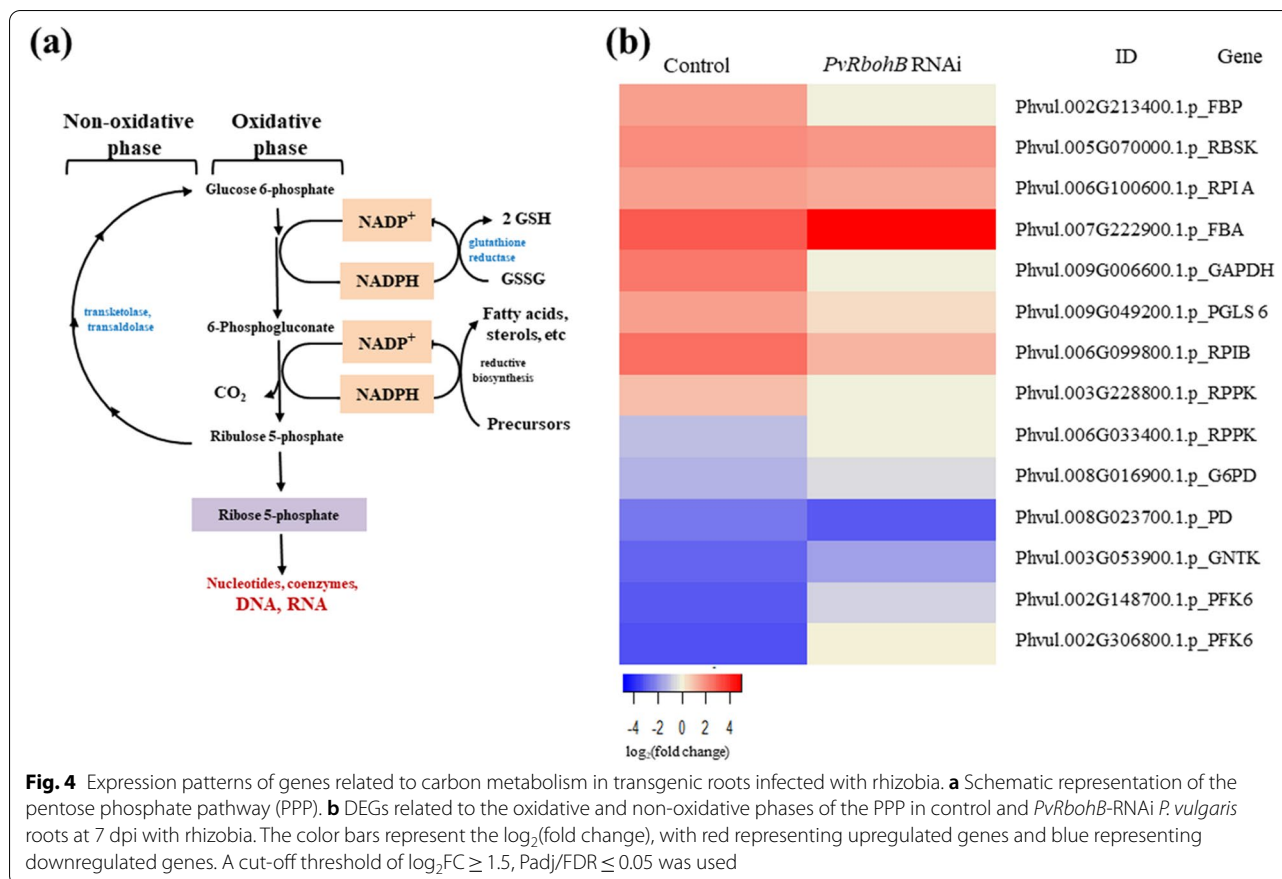 (a)
Non-oxidative phase
Oxidative phase
Glucose 6-phosphate
NADP+
2 GSH
glutathione reductase
NADPH
GSSG
transketolase, transaldolase
6-Phosphogluconate
Fatty acids, sterols, etc
NADP+
reductive biosynthesis
CO2
NADPH
Precursors
Ribulose 5-phosphate
Ribose 5-phosphate
Nucleotides, coenzymes,
DNA, RNA
(b)
Control PvRbohB RNAi ID Gene
Phvul.002G213400.1.p_FBP
Phvul.005G070000.1.p_RBSK
Phvul.006G100600.1.p_RPIA
Phvul.007G222900.1.p_FBA
Phvul.009G006600.1.p_GAPDH
Phvul.009G049200.1.p_PGLS 6
Phvul.006G099800.1.p_RPIB
Phvul.003G228800.1.p_RPPK
Phvul.006G033400.1.p_RPPK
Phvul.008G016900.1.p_G6PD
Phvul.008G023700.1.p_PD
Phvul.003G053900.1.p_GNTK
Phvul.002G148700.1.p_PFK6
Phvul.002G306800.1.p_PFK6
-4 -2 0 2 4
log2(fold change)
Fig. 4 Expression patterns of genes related to carbon metabolism in transgenic roots infected with rhizobia. a Schematic representation of the
pentose phosphate pathway (PPP). b DEGs related to the oxidative and non-oxidative phases of the PPP in control and PvRbohB-RNAi P. vulgaris
roots at 7 dpi with rhizobia. The color bars represent the log2(fold change), with red representing upregulated genes and blue representing
downregulated genes. A cut-off threshold of log2FC ≥ 1.5, Padj/FDR ≤ 0.05 was used